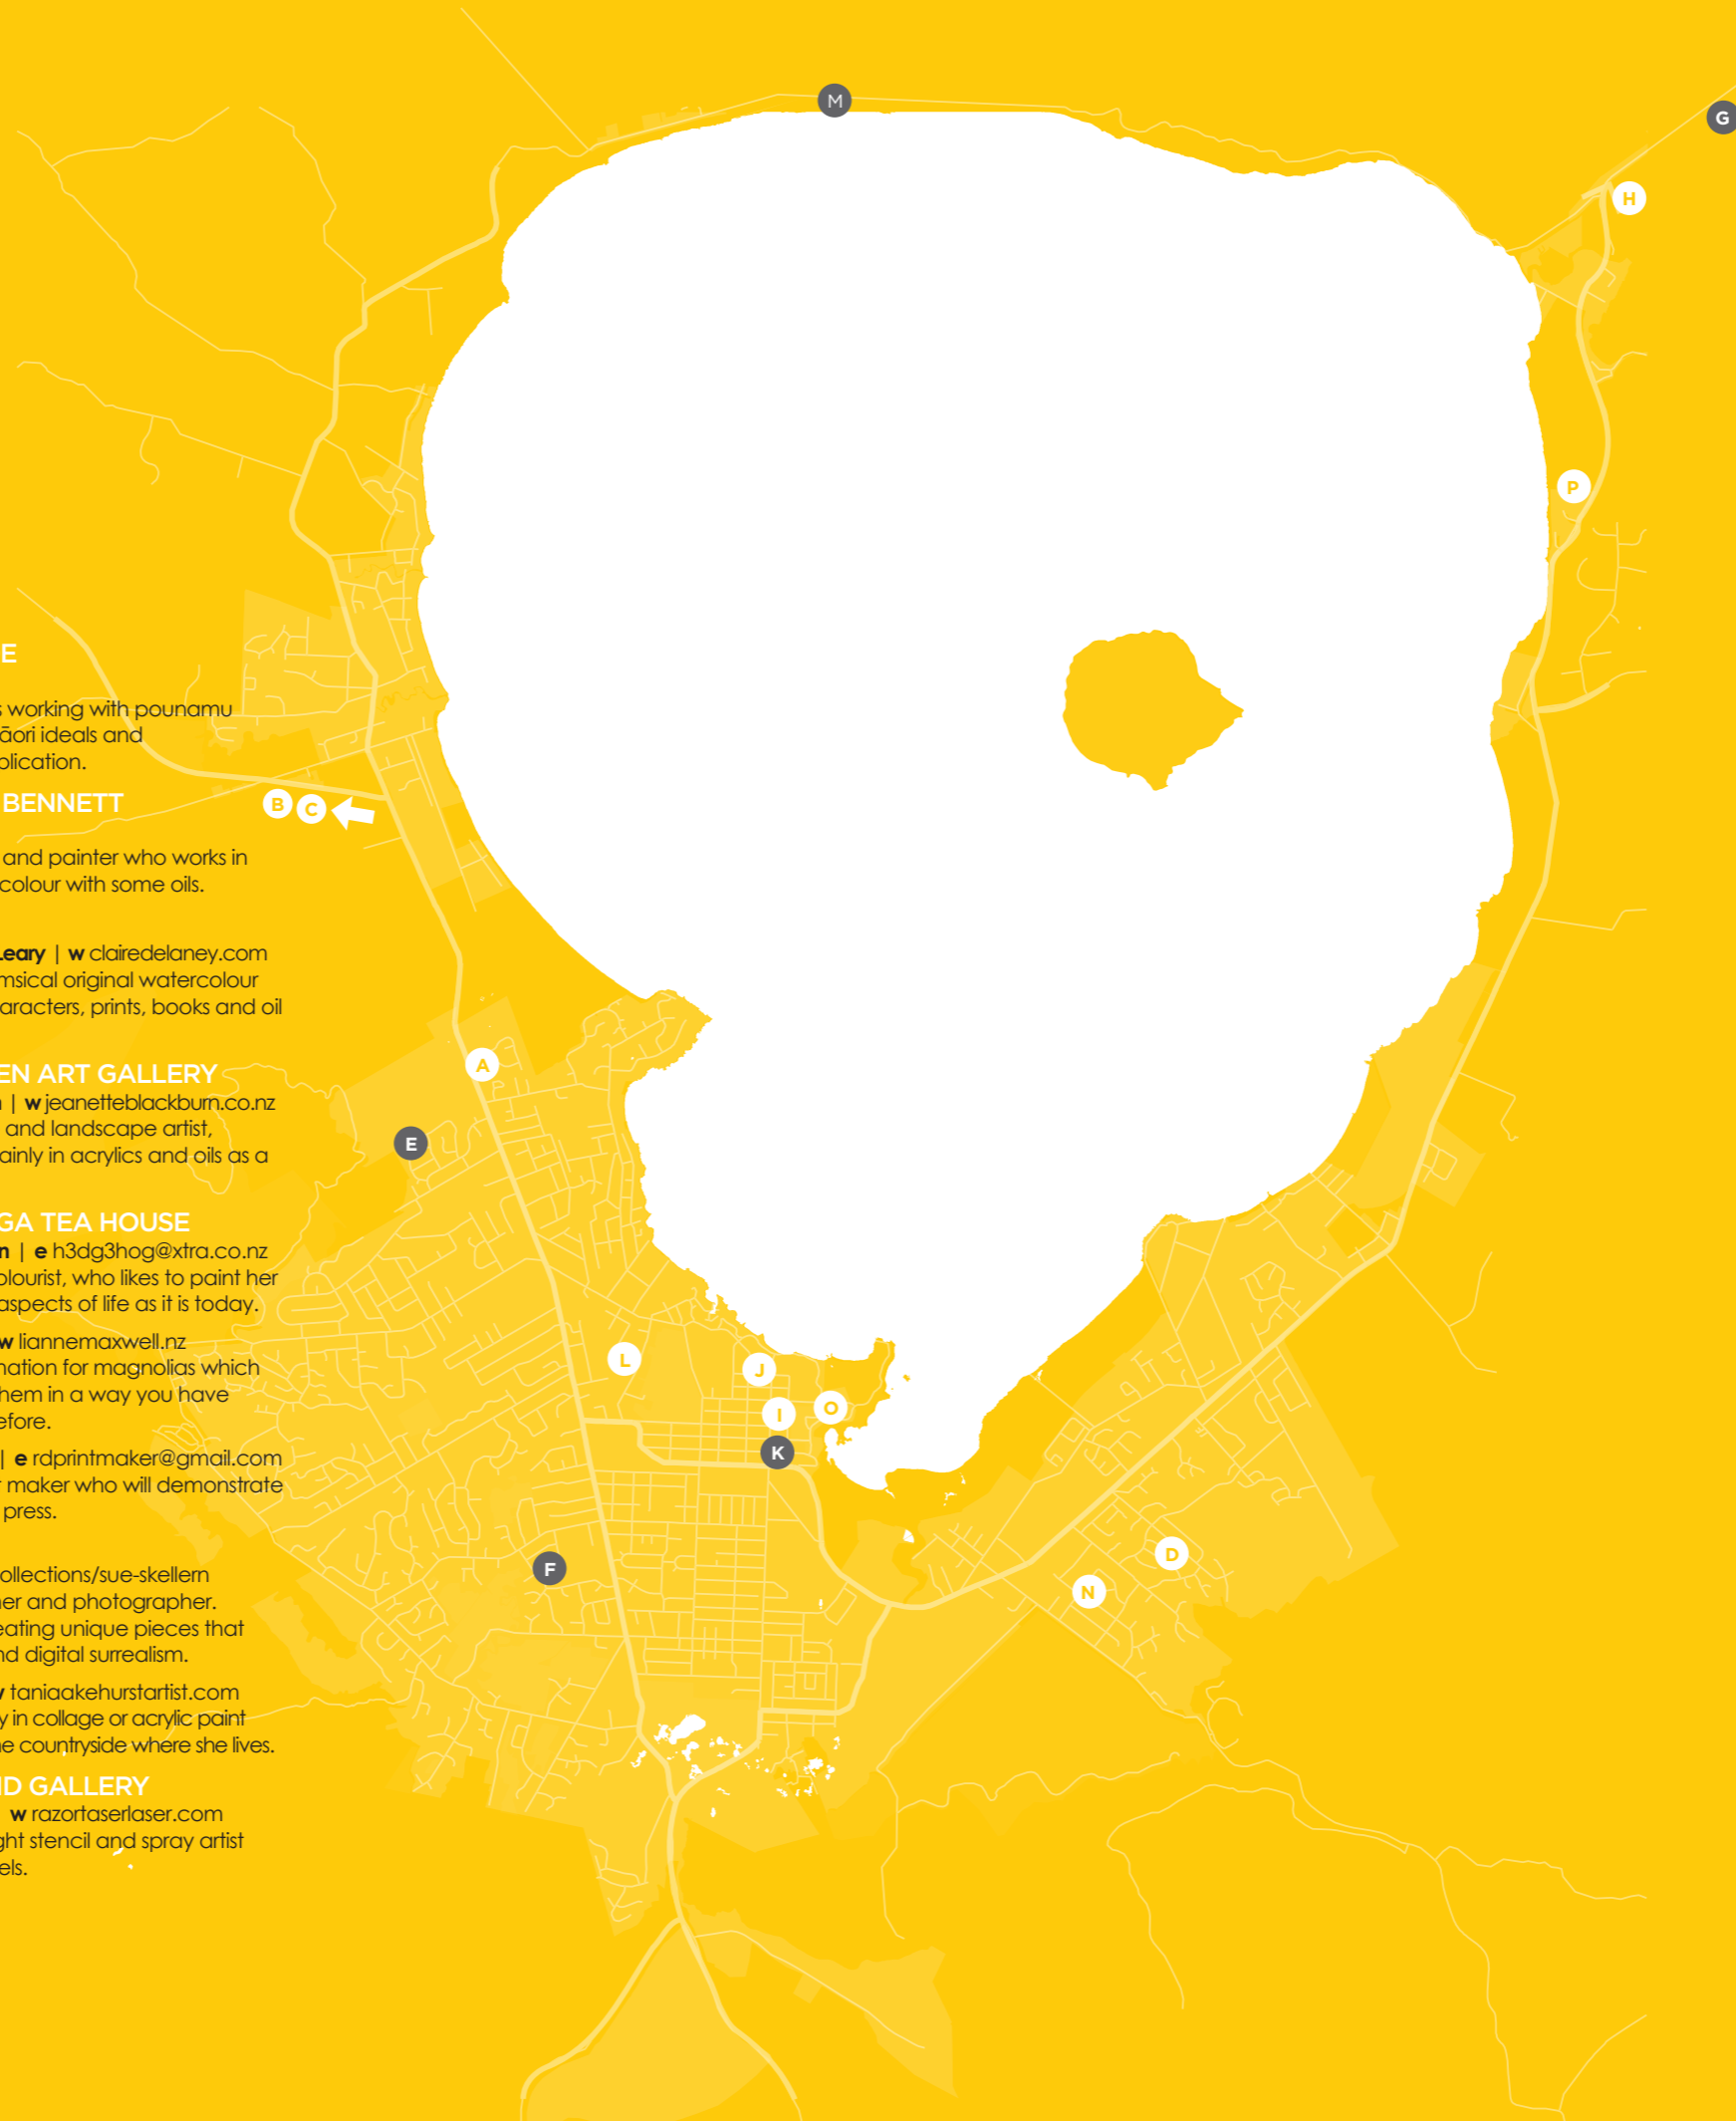 E
s working with pounamu
āori ideals and
plication.
BENNETT
and painter who works in
colour with some oils.
Leary | w clairedelaney.com
msical original watercolour
aracters, prints, books and oil
EN ART GALLERY
n | w jeanetteblackburn.co.nz
and landscape artist,
ainly in acrylics and oils as a
GA TEA HOUSE
n | e h3dg3hog@xtra.co.nz
olourist, who likes to paint her
aspects of life as it is today.
w liannemaxwell.nz
nation for magnolias which
them in a way you have
efore.
| e rdprintmaker@gmail.com
t maker who will demonstrate
press.
ollections/sue-skellern
ner and photographer.
eating unique pieces that
nd digital surrealism.
w taniaakehurstartist.com
y in collage or acrylic paint
ne countryside where she lives.
ND GALLERY
w razortaserlaser.com
ght stencil and spray artist
els.
M
G
H
P
B C
A
E
L
J
I
O
K
F
D
N